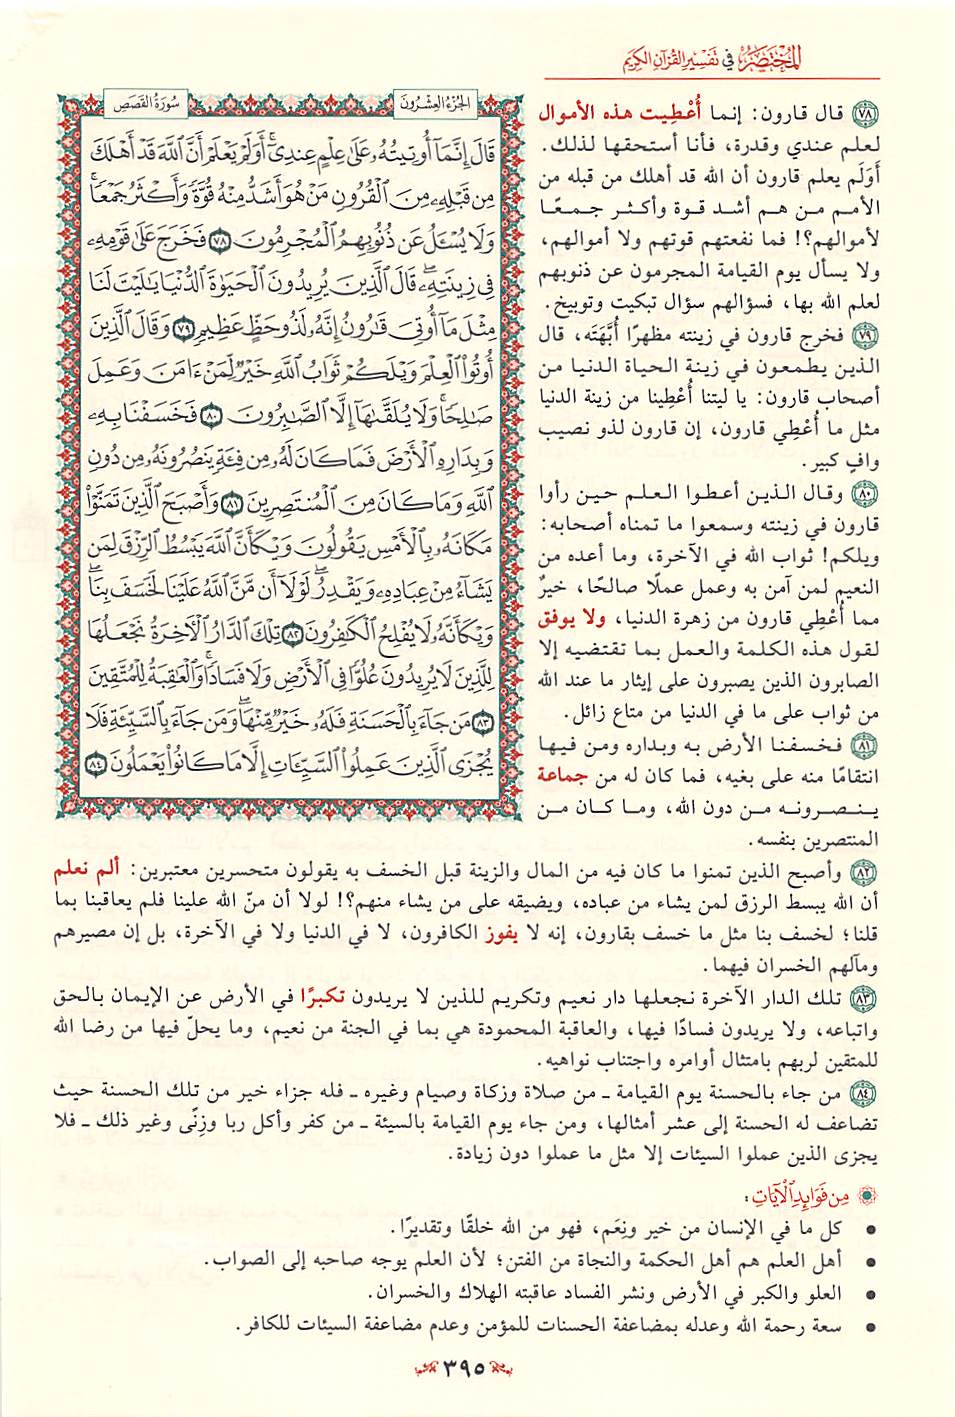 المختصر في تفسير القرآن الكريم
الجزء العشرون
سورة القصص
قَالَ إِنَّمَآ أُوتِيتُهُۥ عَلَىٰ عِلْمٍ عِندِيٓۚ أَوَلَمْ يَعْلَمْ أَنَّ ٱللَّهَ قَدْ أَهْلَكَ
مِن قَبْلِهِۦ مِنَ ٱلْقُرُونِ مَنْ هُوَ أَشَدُّ مِنْهُ قُوَّةً وَأَكْثَرُ جَمْعًاۚ
وَلَا يُسْـَٔلُ عَن ذُنُوبِهِمُ ٱلْمُجْرِمُونَ ٧٨ فَخَرَجَ عَلَىٰ قَوْمِهِۦ
فِي زِينَتِهِۦۖ قَالَ ٱلَّذِينَ يُرِيدُونَ ٱلْحَيَوٰةَ ٱلدُّنْيَا يَٰلَيْتَ لَنَا
مِثْلَ مَآ أُوتِيَ قَٰرُونُ إِنَّهُۥ لَذُو حَظٍّ عَظِيمٍ ٧٩ وَقَالَ ٱلَّذِينَ
أُوتُوا۟ ٱلْعِلْمَ وَيْلَكُمْ ثَوَابُ ٱللَّهِ خَيْرٌ لِّمَنْ ءَامَنَ وَعَمِلَ
صَٰلِحًاۚ وَلَا يُلَقَّىٰهَآ إِلَّا ٱلصَّٰبِرُونَ ٨٠ فَخَسَفْنَا بِهِۦ
وَبِدَارِهِ ٱلْأَرْضَ فَمَا كَانَ لَهُۥ مِن فِئَةٍ يَنصُرُونَهُۥ مِن دُونِ
ٱللَّهِ وَمَا كَانَ مِنَ ٱلْمُنتَصِرِينَ ٨١ وَأَصْبَحَ ٱلَّذِينَ تَمَنَّوْا۟
مَكَانَهُۥ بِٱلْأَمْسِ يَقُولُونَ وَيْكَأَنَّ ٱللَّهَ يَبْسُطُ ٱلرِّزْقَ لِمَن
يَشَآءُ مِنْ عِبَادِهِۦ وَيَقْدِرُۖ لَوْلَآ أَن مَّنَّ ٱللَّهُ عَلَيْنَا لَخَسَفَ بِنَاۖ
وَيْكَأَنَّهُۥ لَا يُفْلِحُ ٱلْكَٰفِرُونَ ٨٢ تِلْكَ ٱلدَّارُ ٱلْأٓخِرَةُ نَجْعَلُهَا
لِلَّذِينَ لَا يُرِيدُونَ عُلُوًّا فِي ٱلْأَرْضِ وَلَا فَسَادًاۚ وَٱلْعَٰقِبَةُ لِلْمُتَّقِينَ
٨٣ مَن جَآءَ بِٱلْحَسَنَةِ فَلَهُۥ خَيْرٌ مِّنْهَاۖ وَمَن جَآءَ بِٱلسَّيِّئَةِ فَلَا
يُجْزَى ٱلَّذِينَ عَمِلُوا۟ ٱلسَّيِّـَٔاتِ إِلَّا مَا كَانُوا۟ يَعْمَلُونَ ٨٤
٧٨ قال قارون: إنما أُعْطِيت هذه الأموال
لعلم عندي وقدرة، فأنا أستحقها لذلك.
أَوَلَم يعلم قارون أن الله قد أهلك من قبله من
الأمم من هم أشد قوة وأكثر جمعًا
لأموالهم؟! فما نفعتهم قوتهم ولا أموالهم،
ولا يسأل يوم القيامة المجرمون عن ذنوبهم
لعلم الله بها، فسؤالهم سؤال تبكيت وتوبيخ.
٧٩ فخرج قارون في زينته مظهرًا أُبَّهَتَه، قال
الذين يطمعون في زينة الحياة الدنيا من
أصحاب قارون: يا ليتنا أُعْطِينا من زينة الدنيا
مثل ما أُعْطِي قارون، إن قارون لذو نصيب
وافٍ كبير.
٨٠ وقال الذين أعطوا العلم حين رأوا
قارون في زينته وسمعوا ما تمناه أصحابه:
ويلكم! ثواب الله في الآخرة، وما أعده من
النعيم لمن آمن به وعمل عملًا صالحًا، خيرٌ
مما أُعْطِي قارون من زهرة الدنيا، ولا يوفق
لقول هذه الكلمة والعمل بما تقتضيه إلا
الصابرون الذين يصبرون على إيثار ما عند الله
من ثواب على ما في الدنيا من متاع زائل.
٨١ فخسفنا الأرض به وبداره ومن فيها
انتقامًا منه على بغيه، فما كان له من جماعة
ينصرونه من دون الله، وما كان من
المنتصرين بنفسه.
٨٢ وأصبح الذين تمنوا ما كان فيه من المال والزينة قبل الخسف به يقولون متحسرين معتبرين: ألم نعلم
أن الله يبسط الرزق لمن يشاء من عباده، ويضيقه على من يشاء منهم؟! لولا أن منّ الله علينا فلم يعاقبنا بما
قلنا؛ لخسف بنا مثل ما خسف بقارون، إنه لا يفوز الكافرون، لا في الدنيا ولا في الآخرة، بل إن مصيرهم
ومآلهم الخسران فيهما.
٨٣ تلك الدار الآخرة نجعلها دار نعيم وتكريم للذين لا يريدون تكبرًا في الأرض عن الإيمان بالحق
واتباعه، ولا يريدون فسادًا فيها، والعاقبة المحمودة هي بما في الجنة من نعيم، وما يحلّ فيها من رضا الله
للمتقين لربهم بامتثال أوامره واجتناب نواهيه.
٨٤ من جاء بالحسنة يوم القيامة ـ من صلاة وزكاة وصيام وغيره ـ فله جزاء خير من تلك الحسنة حيث
تضاعف له الحسنة إلى عشر أمثالها، ومن جاء يوم القيامة بالسيئة ـ من كفر وأكل ربا وزِنًى وغير ذلك ـ فلا
يجزى الذين عملوا السيئات إلا مثل ما عملوا دون زيادة.
من فوائد الآيات:
• كل ما في الإنسان من خير ونِعَم، فهو من الله خلقًا وتقديرًا.
• أهل العلم هم أهل الحكمة والنجاة من الفتن؛ لأن العلم يوجه صاحبه إلى الصواب.
• العلو والكبر في الأرض ونشر الفساد عاقبته الهلاك والخسران.
• سعة رحمة الله وعدله بمضاعفة الحسنات للمؤمن وعدم مضاعفة السيئات للكافر.
٣٩٥